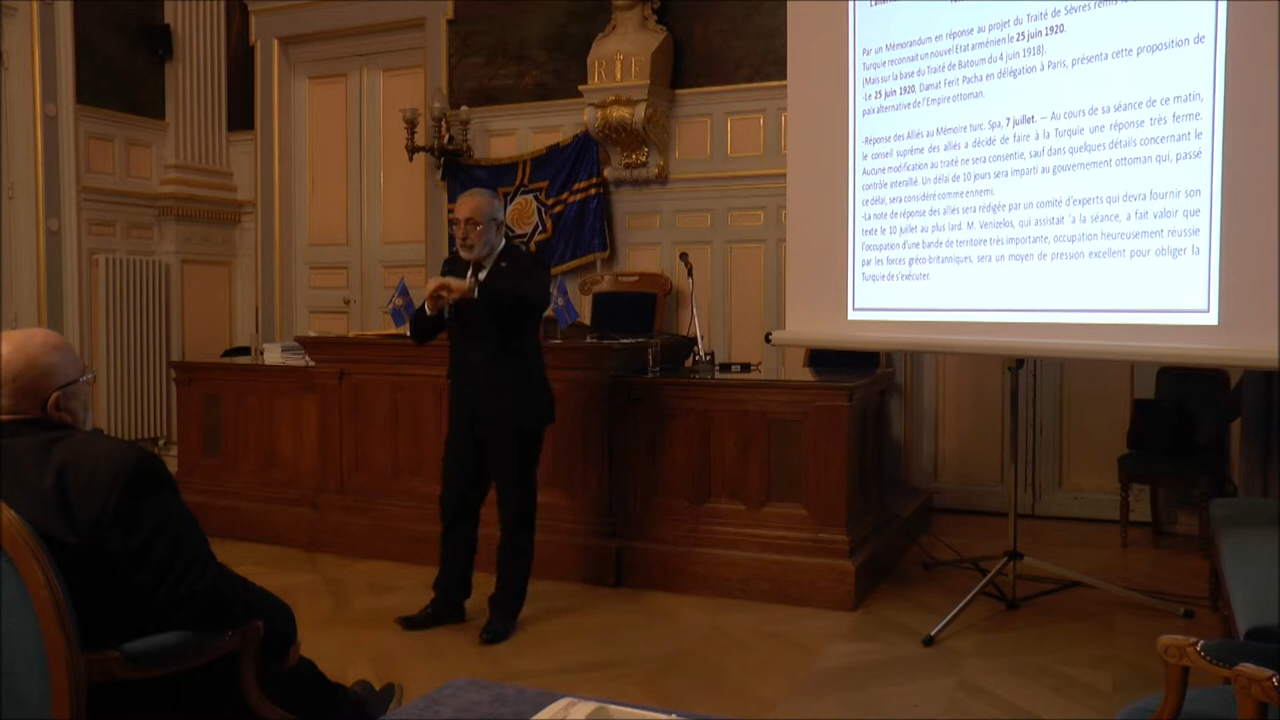 R F
Par un Mémorandum en réponse au projet du Traité de Sèvres remis
Turquie reconnait un nouvel Etat arménien le 25 juin 1920.
(Mais sur la base du Traité de Batoum du 4 juin 1918).
-Le 25 juin 1920, Damat Ferit Pacha en délégation à Paris, présenta cette proposition de
paix alternative de l'Empire ottoman.
-Réponse des Alliés au Mémoire turc. Spa, 7 juillet. — Au cours de sa séance de ce matin,
le conseil suprême des alliés a décidé de faire à la Turquie une réponse très ferme.
Aucune modification au traité ne sera consentie, sauf dans quelques détails concernant le
contrôle interallié. Un délai de 10 jours sera imparti au gouvernement ottoman qui, passé
ce délai, sera considéré comme ennemi.
-La note de réponse des alliés sera rédigée par un comité d'experts qui devra fournir son
texte le 10 juillet au plus lard. M. Venizelos, qui assistait 'a la séance, a fait valoir que
l'occupation d'une bande de territoire très importante, occupation heureusement réussie
par les forces gréco-britanniques, sera un moyen de pression excellent pour obliger la
Turquie de s'exécuter.